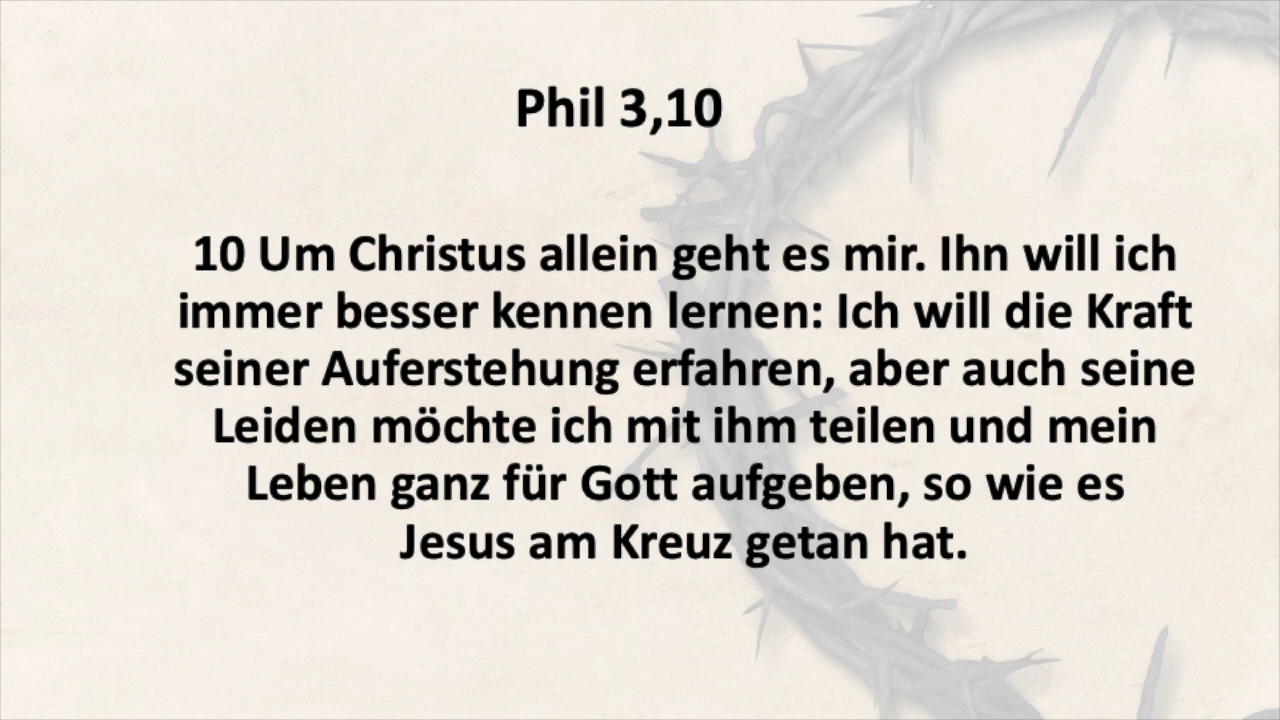 Phil 3,10
10 Um Christus allein geht es mir. Ihn will ich
immer besser kennen lernen: Ich will die Kraft
seiner Auferstehung erfahren, aber auch seine
Leiden möchte ich mit ihm teilen und mein
Leben ganz für Gott aufgeben, so wie es
Jesus am Kreuz getan hat.